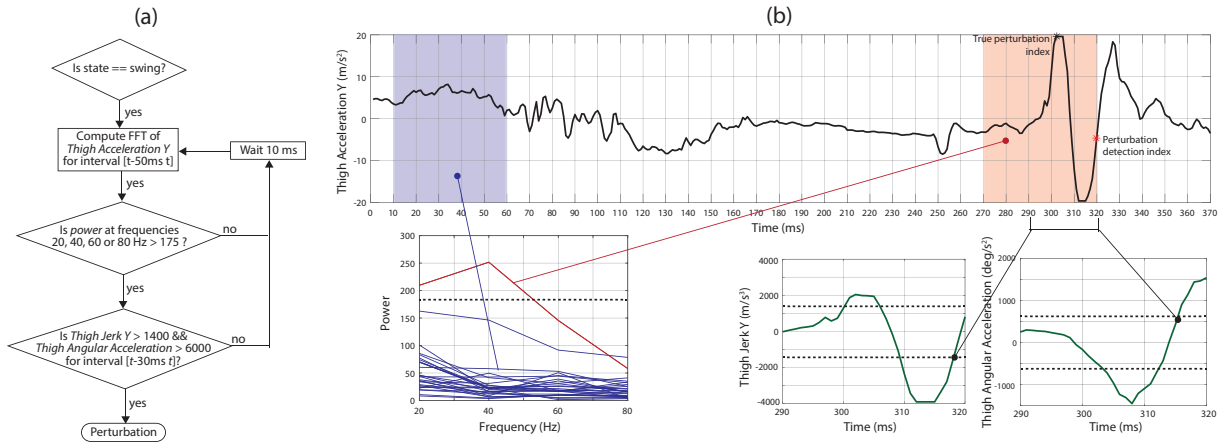 (a)
Is state == swing?
yes
Compute FFT of
Thigh Acceleration Y
for interval [t-50ms t]
Wait 10 ms
yes
Is power at frequencies
20, 40, 60 or 80 Hz > 175 ?
no
yes
Is Thigh Jerk Y > 1400 &&
Thigh Angular Acceleration > 6000
for interval [t-30ms t]?
no
yes
Perturbation
(b)
Thigh Acceleration Y (m/s²)
20
10
0
-10
-20
True perturbation
index
Perturbation
detection index
0 10 20 30 40 50 60 70 80 90 100 110 120 130 140 150 160 170 180 190 200 210 220 230 240 250 260 270 280 290 300 310 320 330 340 350 360 370
Time (ms)
Power
300
250
200
150
100
50
0
20 40 60 80
Frequency (Hz)
Thigh Jerk Y (m/s³)
4000
2000
0
-2000
-4000
290 300 310 320
Time (ms)
Thigh Angular Acceleration (deg/s²)
2000
1000
0
-1000
290 300 310 320
Time (ms)